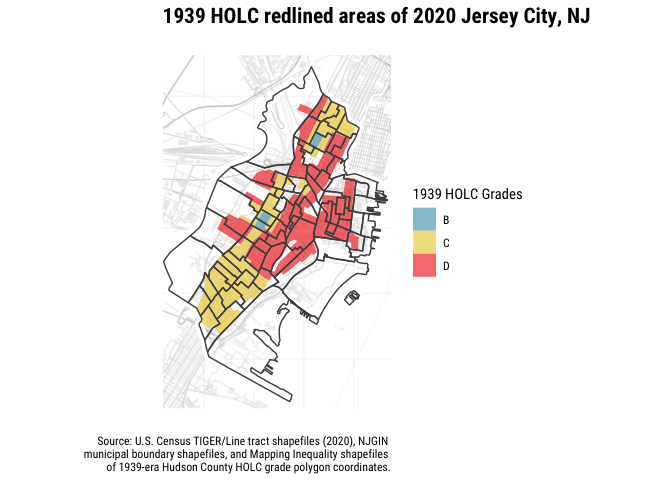 1939 HOLC redlined areas of 2020 Jersey City, NJ
1939 HOLC Grades
B
C
D
Source: U.S. Census TIGER/Line tract shapefiles (2020), NJGIN
municipal boundary shapefiles, and Mapping Inequality shapefiles
of 1939-era Hudson County HOLC grade polygon coordinates.